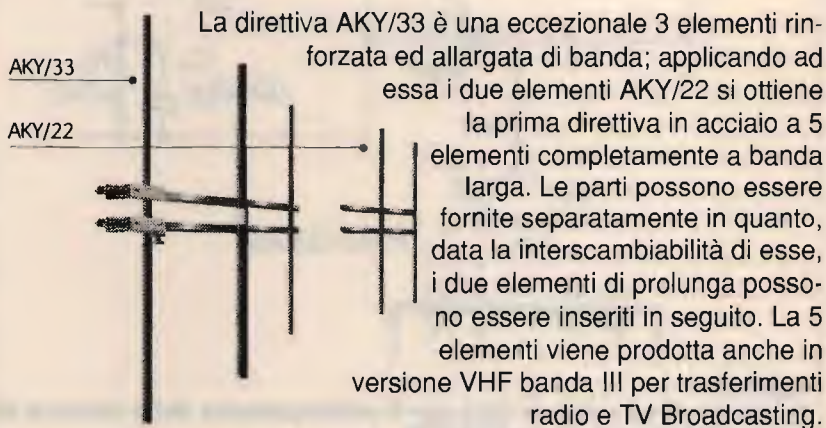 La direttiva AKY/33 è una eccezionale 3 elementi rin-
forzata ed allargata di banda; applicando ad
essa i due elementi AKY/22 si ottiene
la prima direttiva in acciaio a 5
elementi completamente a banda
larga. Le parti possono essere
fornite separatamente in quanto,
data la interscambiabilità di esse,
i due elementi di prolunga posso-
no essere inseriti in seguito. La 5
elementi viene prodotta anche in
versione VHF banda III per trasferimenti
radio e TV Broadcasting.
AKY/33
AKY/22